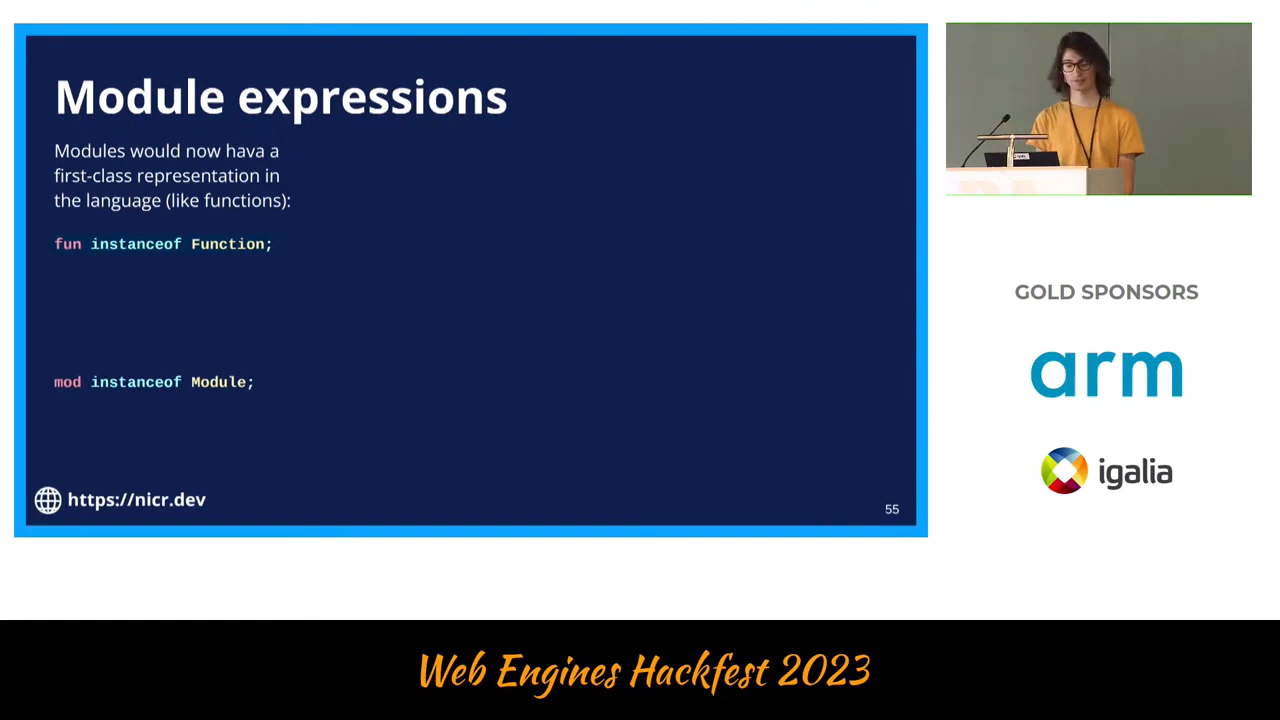 Module expressions
Modules would now hava a
first-class representation in
the language (like functions):
fun instanceof Function;
mod instanceof Module;
https://nicr.dev
55
GOLD SPONSORS
arm
igalia
Web Engines Hackfest 2023